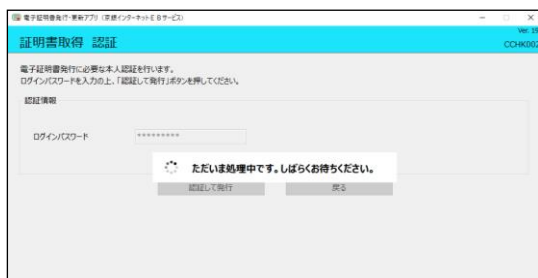 電子証明書発行・更新アプリ (京銀インターネットEBサービス)
Ver. 19
証明書取得 認証
CCHK002
電子証明書発行に必要な本人認証を行います。
ログインパスワードを入力の上、「認証して発行」ボタンを押してください。
認証情報
ログインパスワード
*********
ただいま処理中です。しばらくお待ちください。
認証して発行
戻る